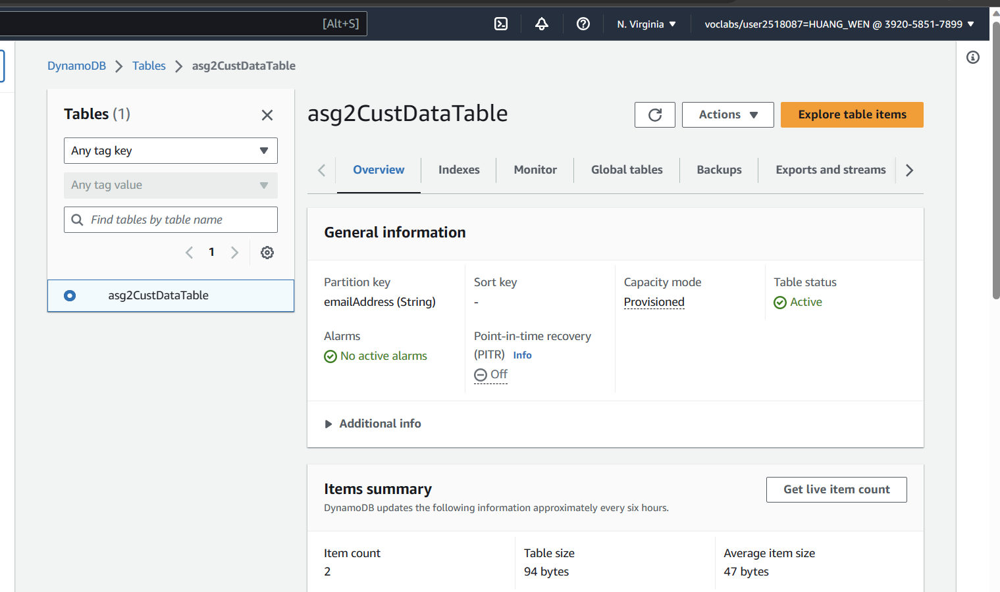 [Alt+S]
N. Virginia
voclabs/user2518087=HUANG_WEN @ 3920-5851-7899
DynamoDB
Tables
asg2CustDataTable
Tables (1)
Any tag key
Any tag value
Find tables by table name
1
asg2CustDataTable
asg2CustDataTable
Actions
Explore table items
Overview
Indexes
Monitor
Global tables
Backups
Exports and streams
General information
Partition key
emailAddress (String)
Sort key
-
Capacity mode
Provisioned
Table status
Active
Alarms
No active alarms
Point-in-time recovery
(PITR) Info
Off
Additional info
Items summary
DynamoDB updates the following information approximately every six hours.
Get live item count
Item count
2
Table size
94 bytes
Average item size
47 bytes